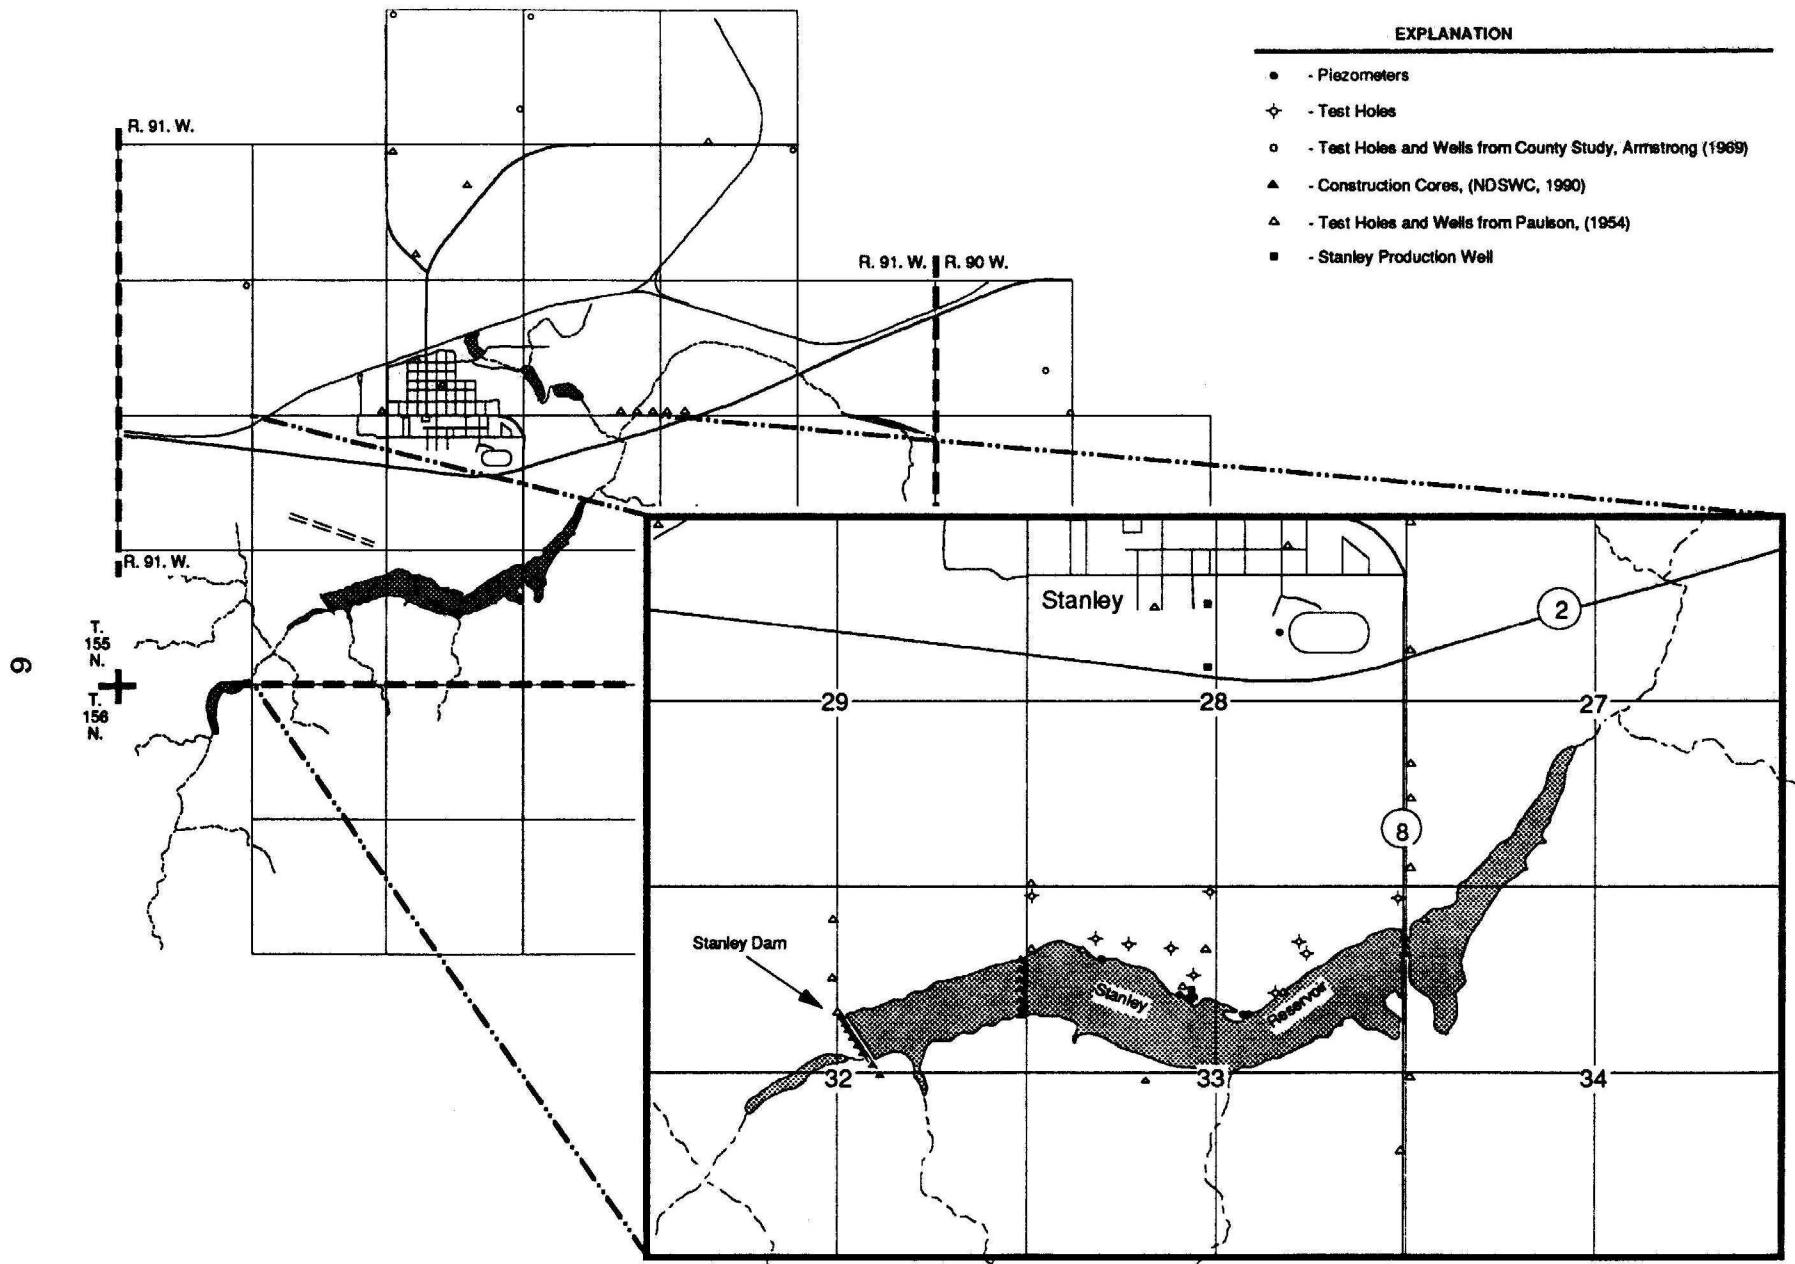 EXPLANATION
- Piezometers
- Test Holes
- Test Holes and Wells from County Study, Armstrong (1969)
- Construction Cores, (NDSWC, 1990)
- Test Holes and Wells from Paulson, (1954)
- Stanley Production Well
R. 91. W.
R. 91. W. R. 90 W.
R. 91. W.
T.
155
N.
T.
156
N.
9
Stanley
2
29
28
27
8
Stanley Dam
Stanley
Reservoir
32
33
34